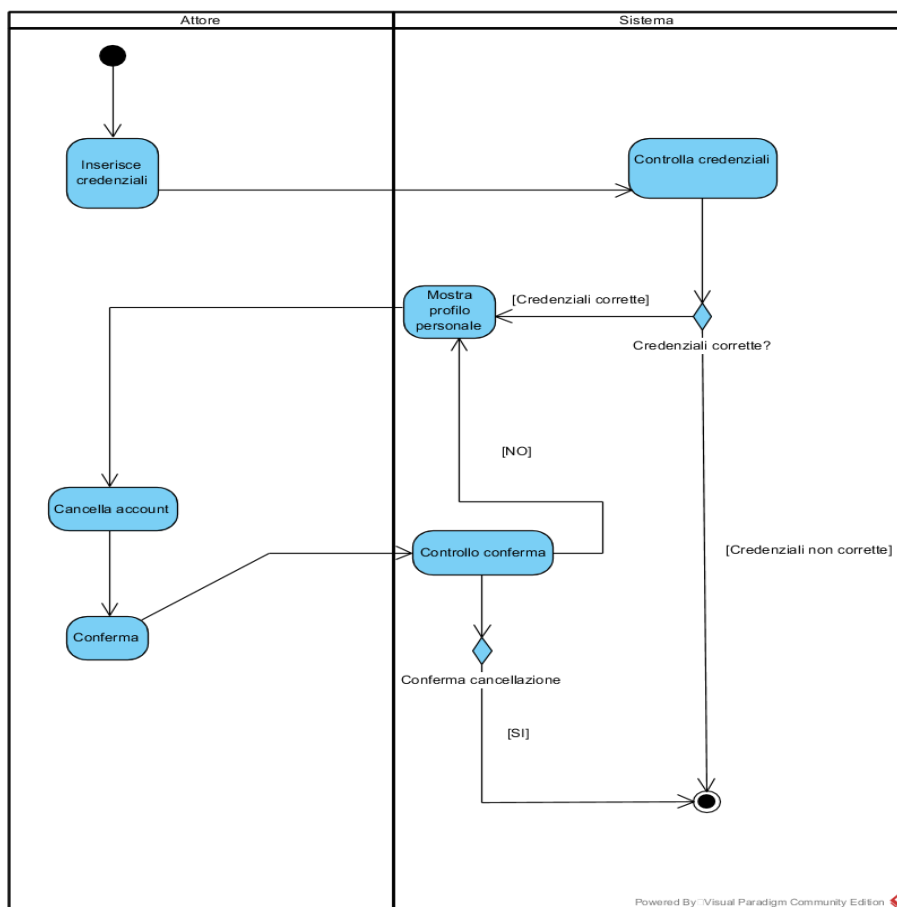 Attore
Sistema
Inserisce
credenziali
Controlla credenziali
Mostra
profilo
personale
[Credenziali corrette]
Credenziali corrette?
[NO]
Cancella account
Controllo conferma
[Credenziali non corrette]
Conferma
Conferma cancellazione
[SI]
Powered By Visual Paradigm Community Edition